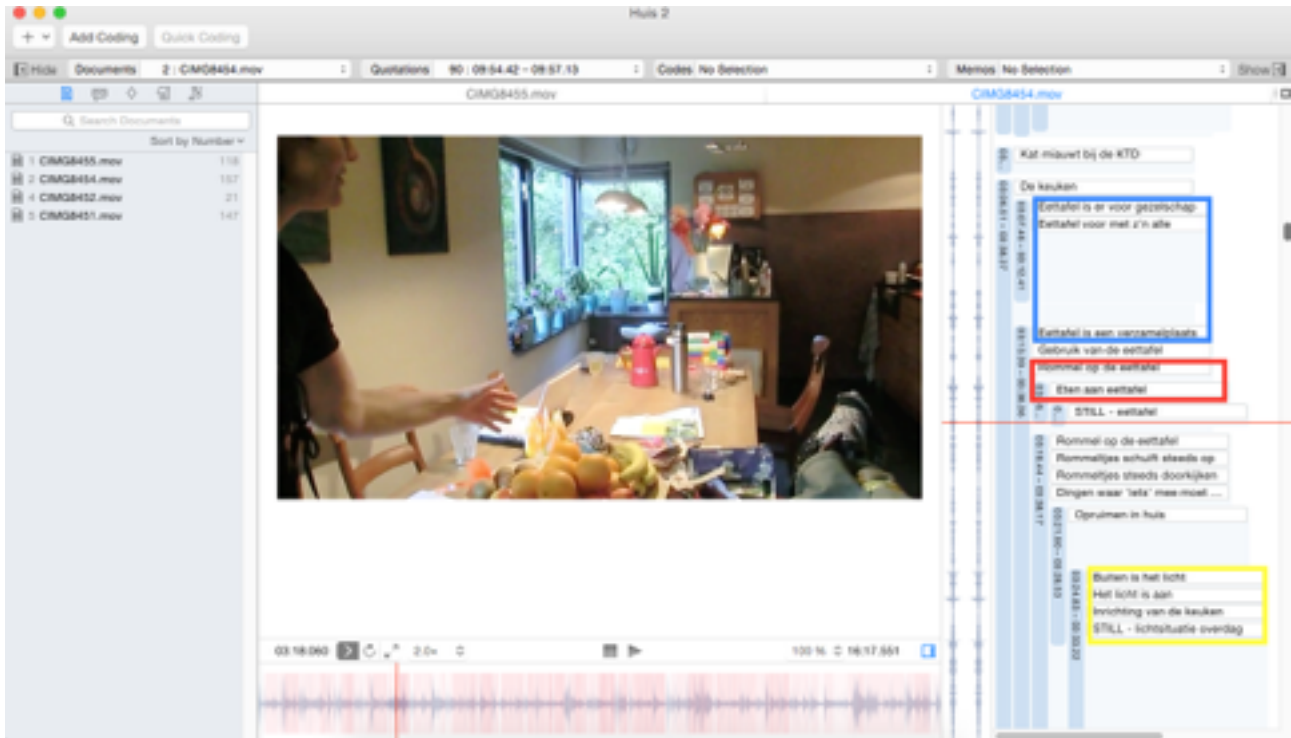 Huis 2
+ Add Coding Quick Coding
Hide Documents 2 : CIMG8454.mov Quotations 90 : 09:54.42 – 09:57.13 Codes No Selection Memos No Selection Show
CIMG8455.mov CIMG8454.mov
Search Documents
Sort by Number
1 CIMG8455.mov 118
2 CIMG8454.mov 157
4 CIMG8452.mov 21
5 CIMG8451.mov 147
Kat miauwt bij de KTD
De keuken
Eettafel is er voor gezelschap
Eettafel voor met z'n alle
Eettafel is een verzamelplaats
Gebruik van de eettafel
Rommel op de eettafel
Eten aan eettafel
STILL - eettafel
Rommel op de eettafel
Rommeltjes schuift steeds op
Rommeltjes steeds doorkijken
Dingen waar 'iets' mee moet ...
Opruimen in huis
Buiten is het licht
Het licht is aan
Inrichting van de keuken
STILL - lichtsituatie overdag
03:18.060 2.0× 100 % 16:17.551